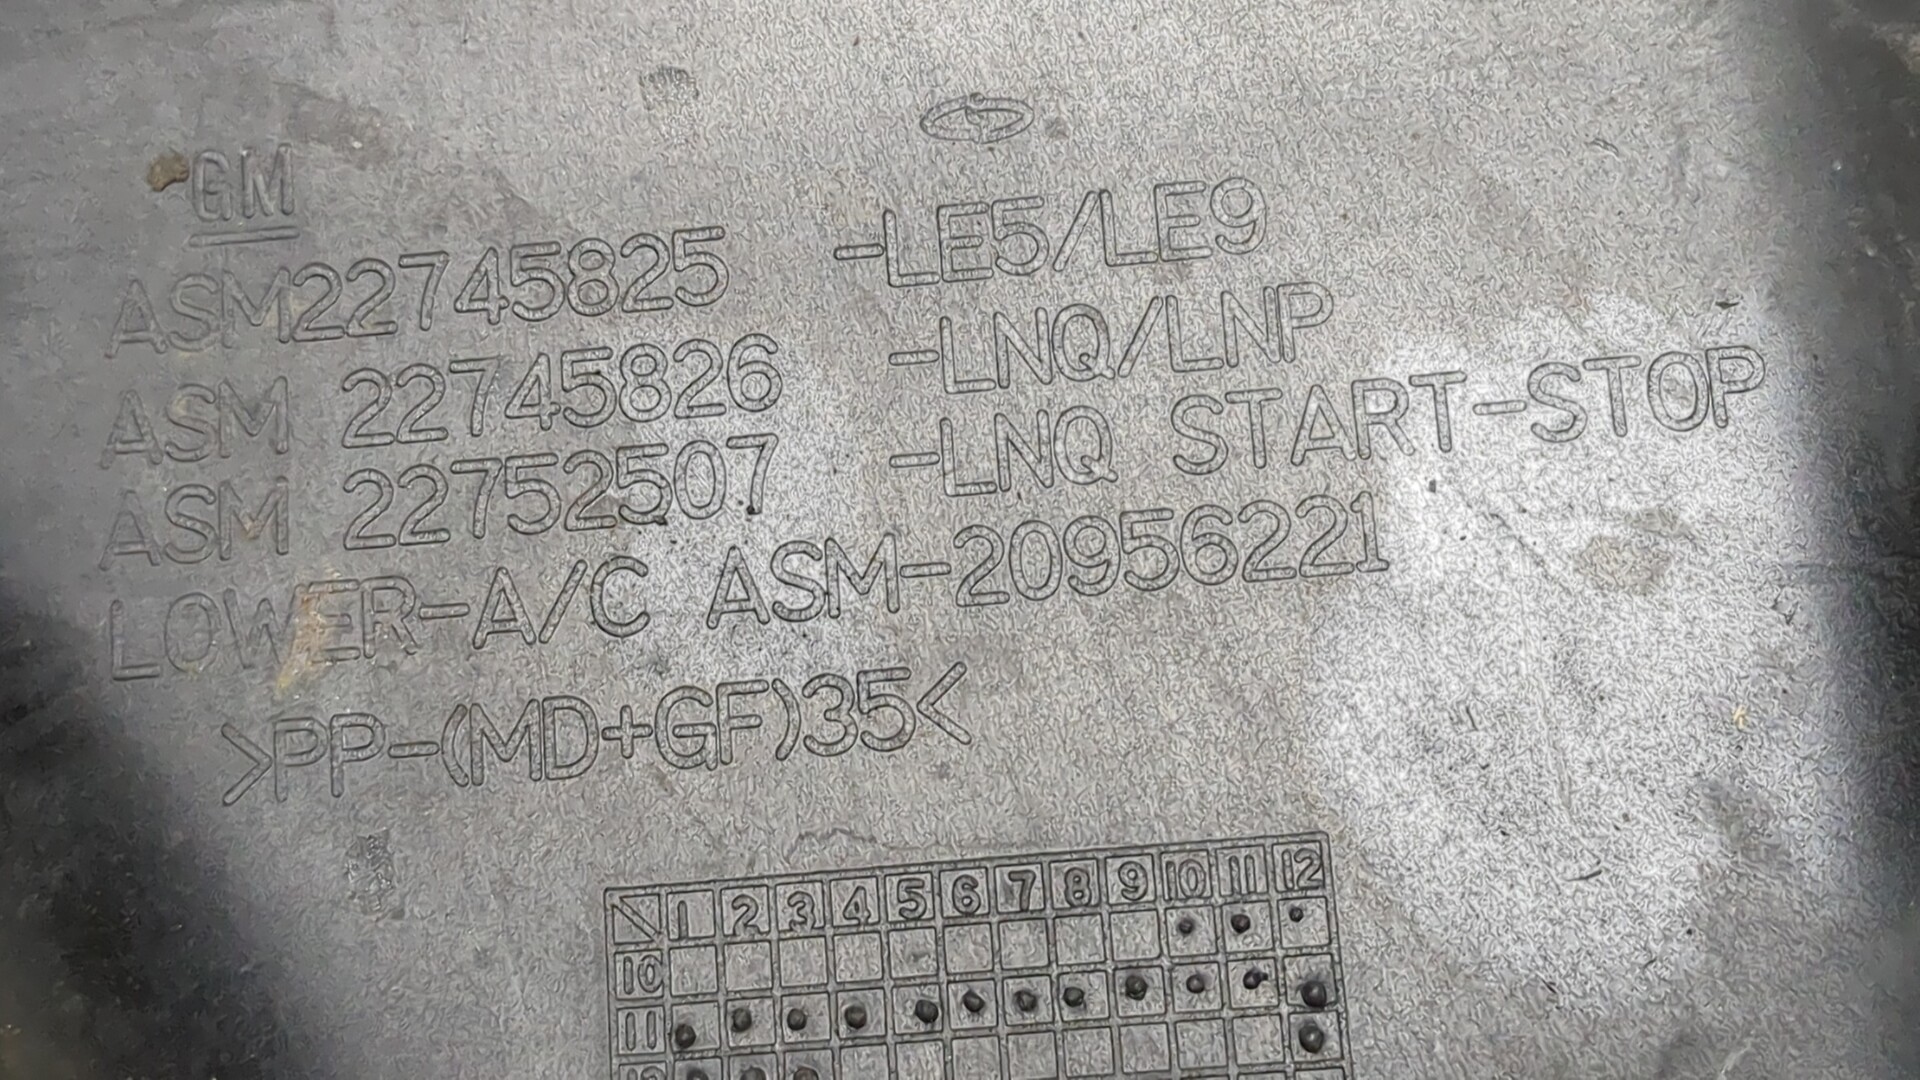 GM
ASM22745825 -LE5/LE9
ASM 22745826 -LNQ/LNP
ASM 22752507 -LNQ START-STOP
LOWER-A/C ASM-20956221
>PP-(MD+GF)35<
1 2 3 4 5 6 7 8 9 10 11 12
10
11